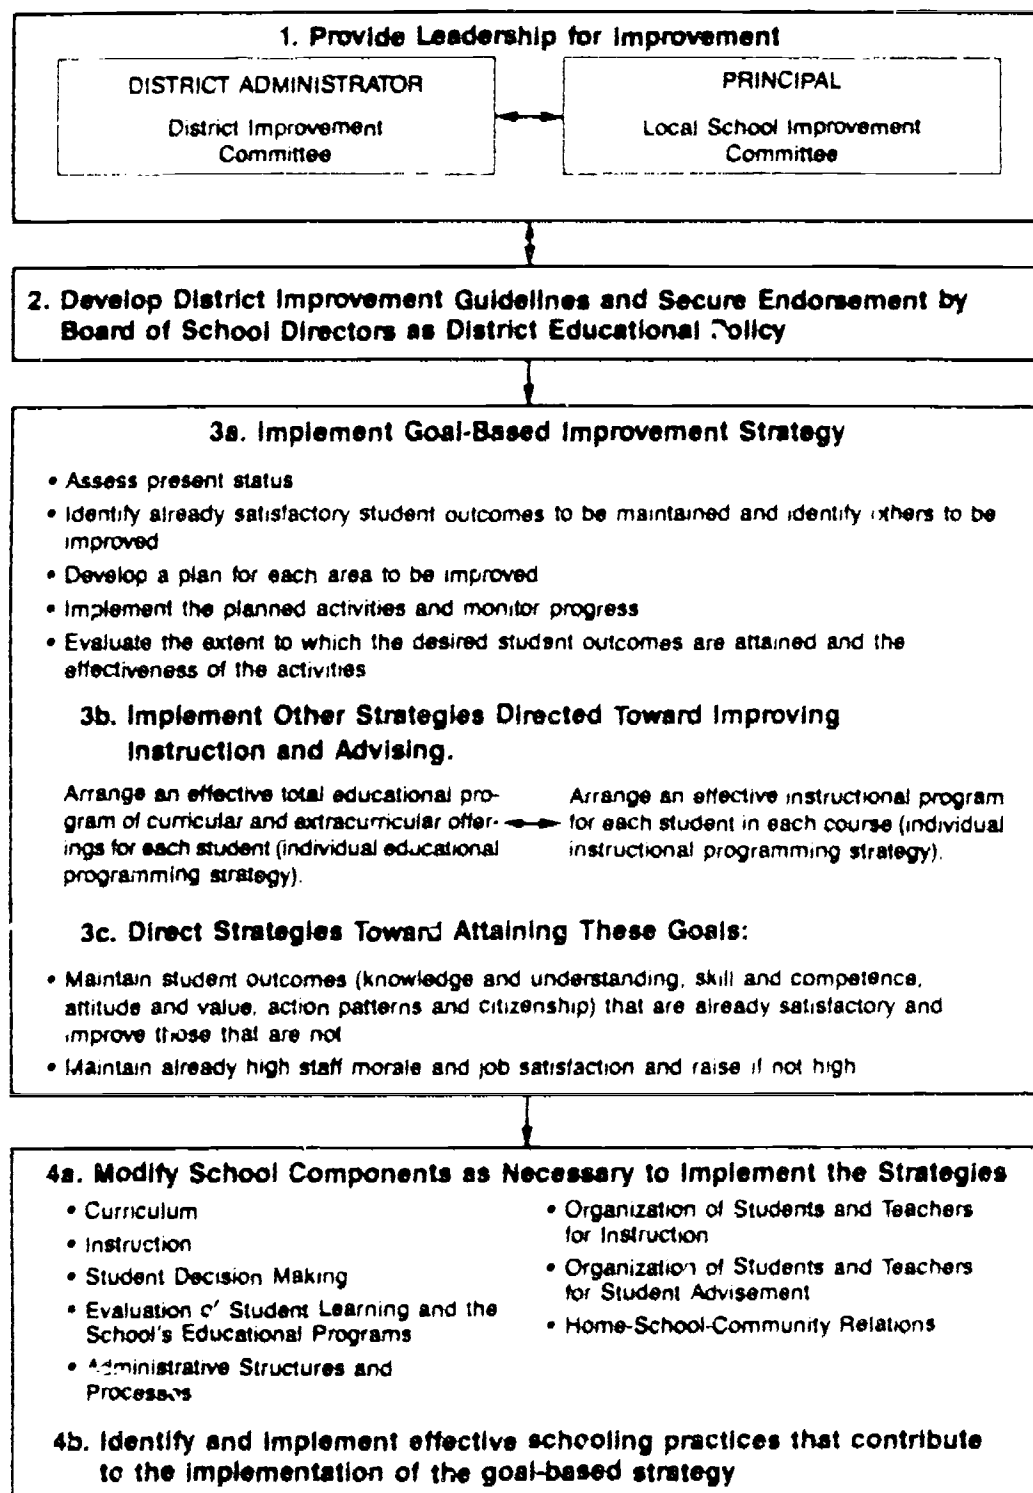 1. Provide Leadership for Improvement
DISTRICT ADMINISTRATOR
District Improvement
Committee
PRINCIPAL
Local School Improvement
Committee
2. Develop District Improvement Guidelines and Secure Endorsement by
Board of School Directors as District Educational Policy
3a. Implement Goal-Based Improvement Strategy
• Assess present status
• Identify already satisfactory student outcomes to be maintained and identify others to be
improved
• Develop a plan for each area to be improved
• Implement the planned activities and monitor progress
• Evaluate the extent to which the desired student outcomes are attained and the
effectiveness of the activities
3b. Implement Other Strategies Directed Toward Improving
Instruction and Advising.
Arrange an effective total educational pro-
gram of curricular and extracurricular offer-
ings for each student (individual educational
programming strategy).
Arrange an effective instructional program
for each student in each course (individual
instructional programming strategy).
3c. Direct Strategies Toward Attaining These Goals:
• Maintain student outcomes (knowledge and understanding, skill and competence,
attitude and value, action patterns and citizenship) that are already satisfactory and
improve those that are not
• Maintain already high staff morale and job satisfaction and raise if not high
4a. Modify School Components as Necessary to Implement the Strategies
• Curriculum
• Instruction
• Student Decision Making
• Evaluation of Student Learning and the
School's Educational Programs
• Administrative Structures and
Processes
• Organization of Students and Teachers
for Instruction
• Organization of Students and Teachers
for Student Advisement
• Home-School-Community Relations
4b. Identify and Implement effective schooling practices that contribute
to the implementation of the goal-based strategy